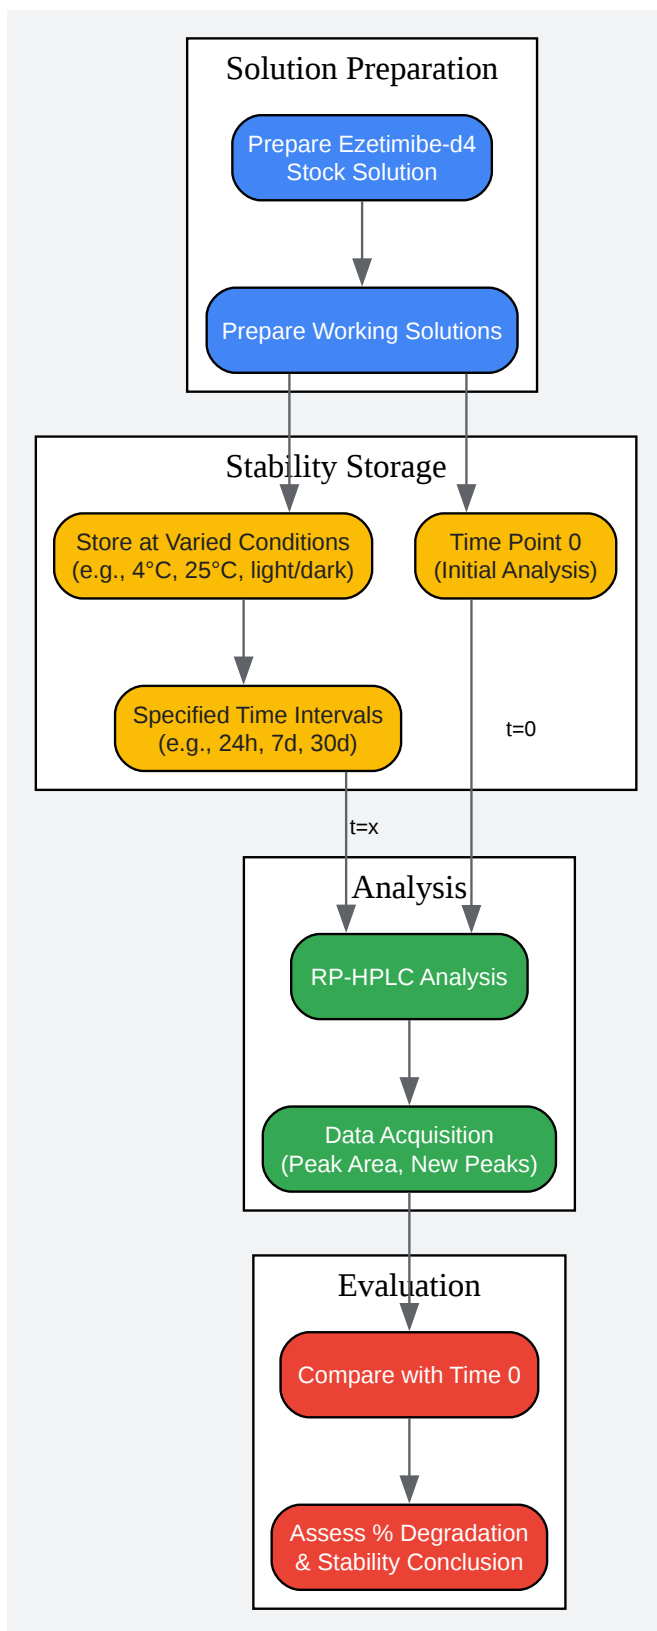 Solution Preparation
Prepare Ezetimibe-d4
Stock Solution
Prepare Working Solutions
Stability Storage
Store at Varied Conditions
(e.g., 4°C, 25°C, light/dark)
Time Point 0
(Initial Analysis)
Specified Time Intervals
(e.g., 24h, 7d, 30d)
t=0
t=x
Analysis
RP-HPLC Analysis
Data Acquisition
(Peak Area, New Peaks)
Evaluation
Compare with Time 0
Assess % Degradation
& Stability Conclusion